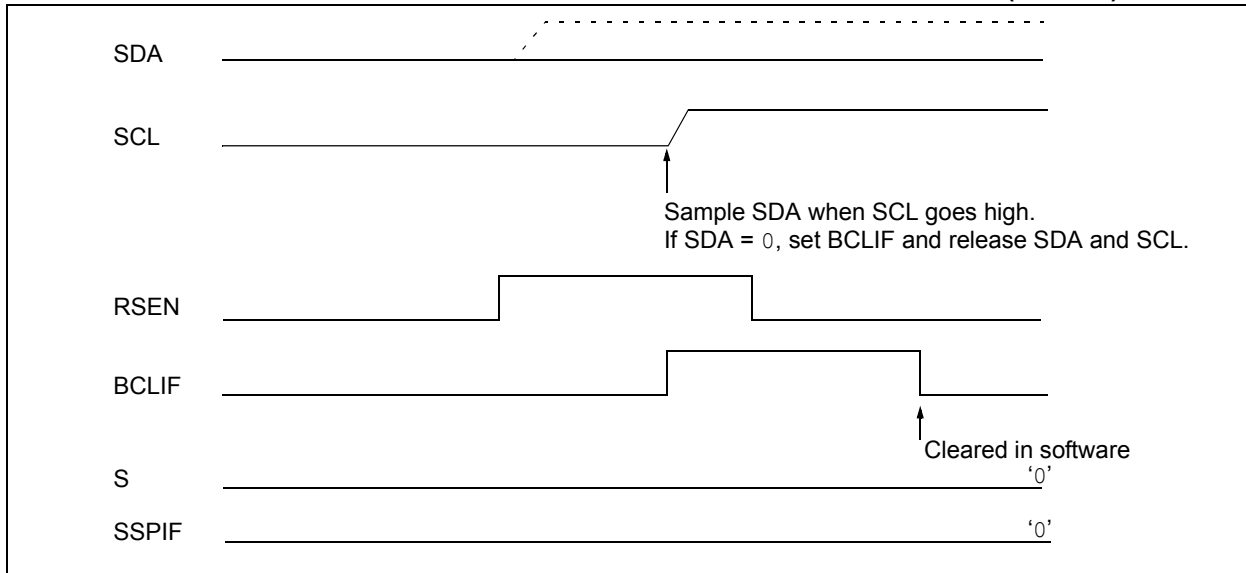 SDA
SCL
Sample SDA when SCL goes high.
If SDA = 0, set BCLIF and release SDA and SCL.
RSEN
BCLIF
Cleared in software
S
'0'
SSPIF
'0'